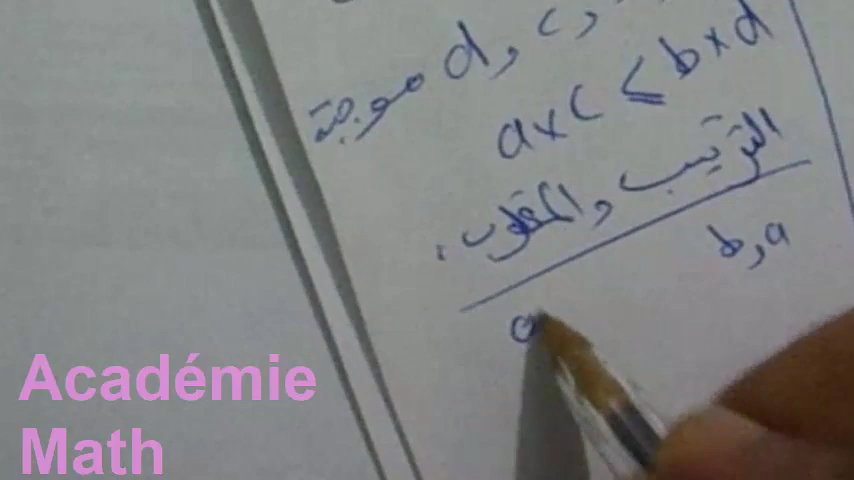 c, d موجبة
a×c ≤ b×d
الترتيب والمقلوب.
b, a
a
Académie
Math